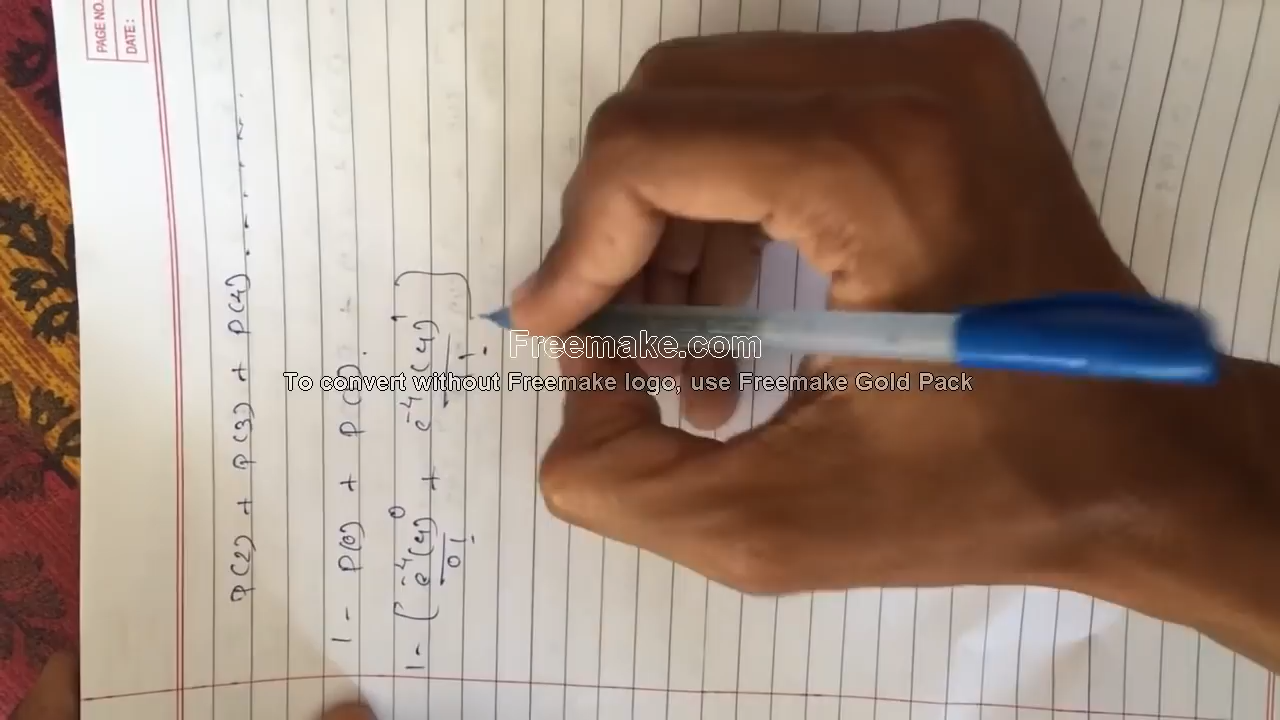 PAGE NO.
DATE:
P(2) + P(3) + P(4) . - - - - - .
1 - P(0) + P(1) .
1 - ( e^-4 (4)^0 / 0! + e^-4 (4)^1 / 1! )
Freemake.com
To convert without Freemake logo, use Freemake Gold Pack